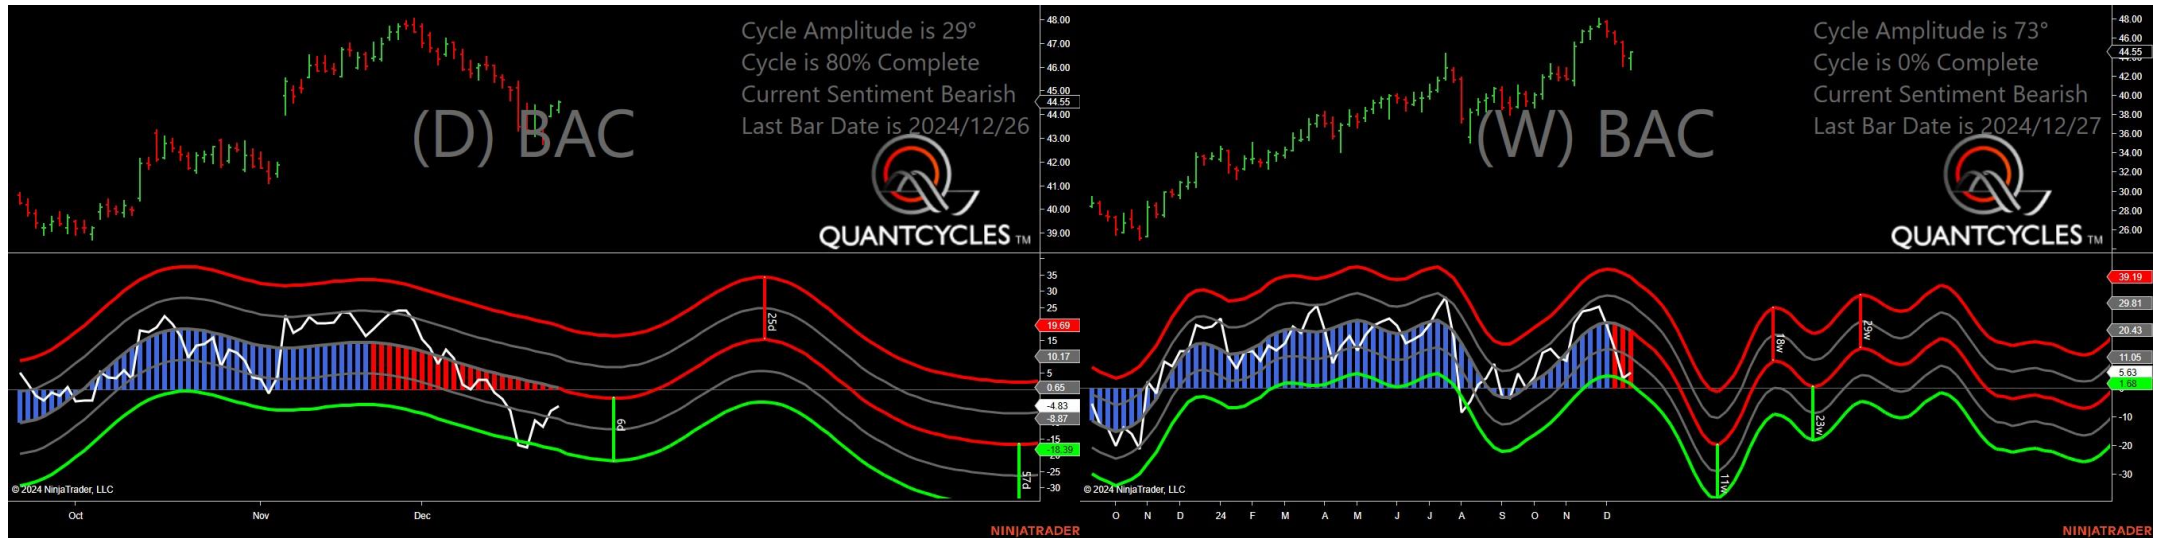 Cycle Amplitude is 29°
Cycle is 80% Complete
Current Sentiment Bearish
Last Bar Date is 2024/12/26
(D) BAC
QUANTCYCLES TM
48.00
47.00
46.00
45.00
44.55
44.00
43.00
42.00
41.00
40.00
39.00
35
30
25
19.69
15
10.17
5
0.65
-4.83
-8.87
-15
-18.39
-25
-30
25d
6d
57d
© 2024 NinjaTrader, LLC
Oct Nov Dec
NINJATRADER
Cycle Amplitude is 73°
Cycle is 0% Complete
Current Sentiment Bearish
Last Bar Date is 2024/12/27
(W) BAC
QUANTCYCLES TM
48.00
46.00
44.55
42.00
40.00
38.00
36.00
34.00
32.00
30.00
28.00
26.00
39.19
29.81
20.43
11.05
5.63
1.68
-10
-20
-30
18w
29w
23w
11w
© 2024 NinjaTrader, LLC
O N D 24 F M A M J J A S O N D
NINJATRADER